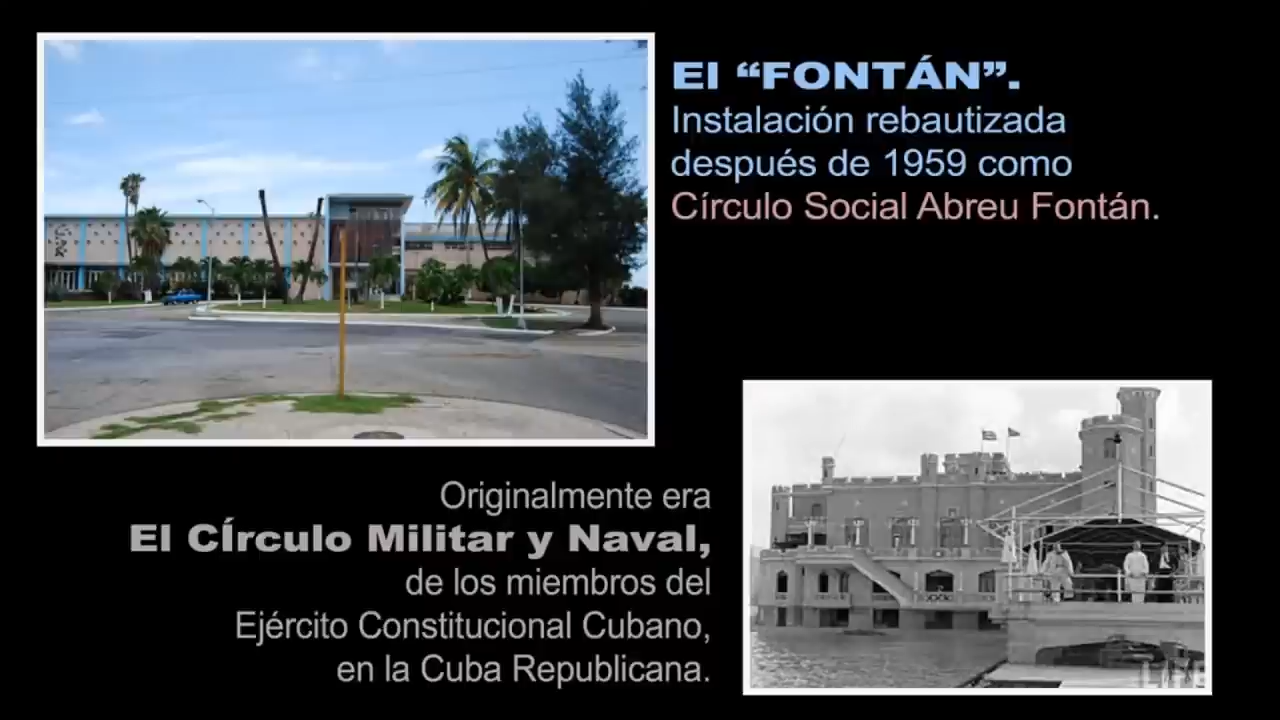 El “FONTÁN”.
Instalación rebautizada
después de 1959 como
Círculo Social Abreu Fontán.
Originalmente era
El CÍrculo Militar y Naval,
de los miembros del
Ejército Constitucional Cubano,
en la Cuba Republicana.
LIFE